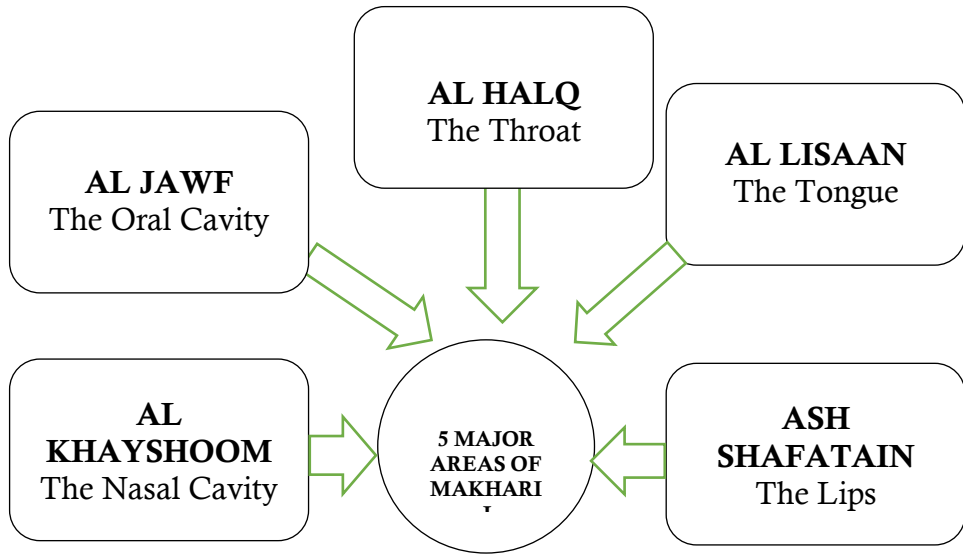 AL HALQ
The Throat
AL JAWF
The Oral Cavity
AL LISAAN
The Tongue
AL
KHAYSHOOM
The Nasal Cavity
5 MAJOR
AREAS OF
MAKHARI
ASH
SHAFATAIN
The Lips